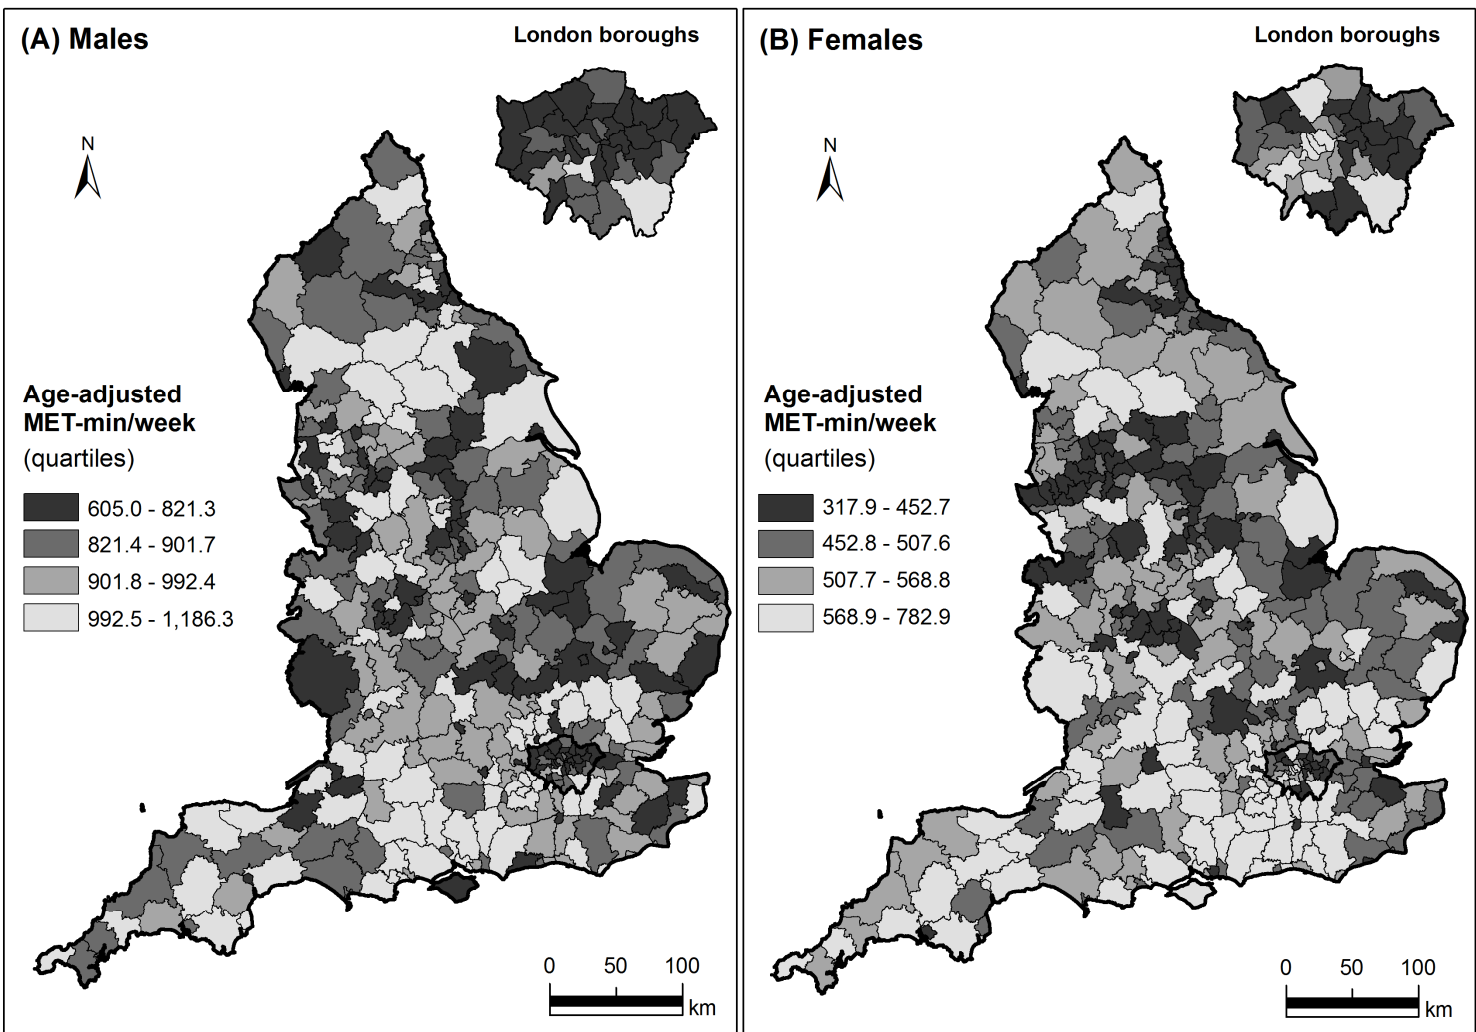 (A) Males
London boroughs
N
Age-adjusted
MET-min/week
(quartiles)
605.0 - 821.3
821.4 - 901.7
901.8 - 992.4
992.5 - 1,186.3
0 50 100
km
(B) Females
London boroughs
N
Age-adjusted
MET-min/week
(quartiles)
317.9 - 452.7
452.8 - 507.6
507.7 - 568.8
568.9 - 782.9
0 50 100
km